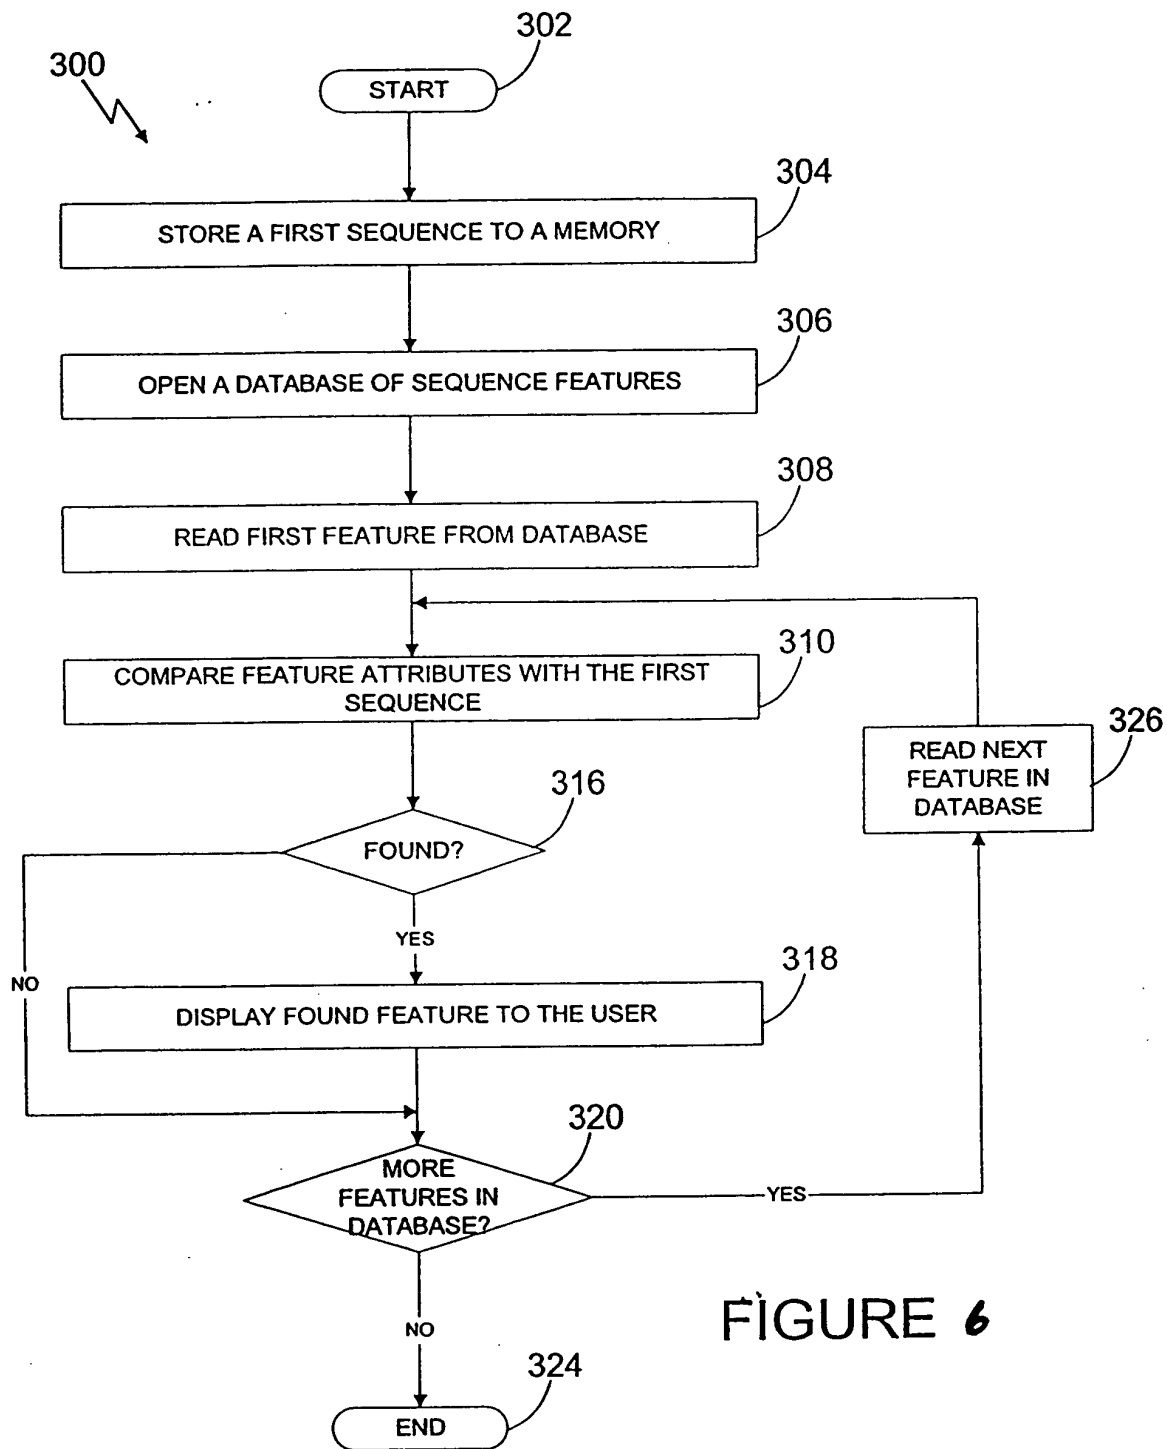 302
300
START
304
STORE A FIRST SEQUENCE TO A MEMORY
306
OPEN A DATABASE OF SEQUENCE FEATURES
308
READ FIRST FEATURE FROM DATABASE
310
COMPARE FEATURE ATTRIBUTES WITH THE FIRST
SEQUENCE
326
READ NEXT
FEATURE IN
DATABASE
316
FOUND?
YES
NO
318
DISPLAY FOUND FEATURE TO THE USER
320
MORE
FEATURES IN
DATABASE?
YES
NO
FIGURE 6
324
END